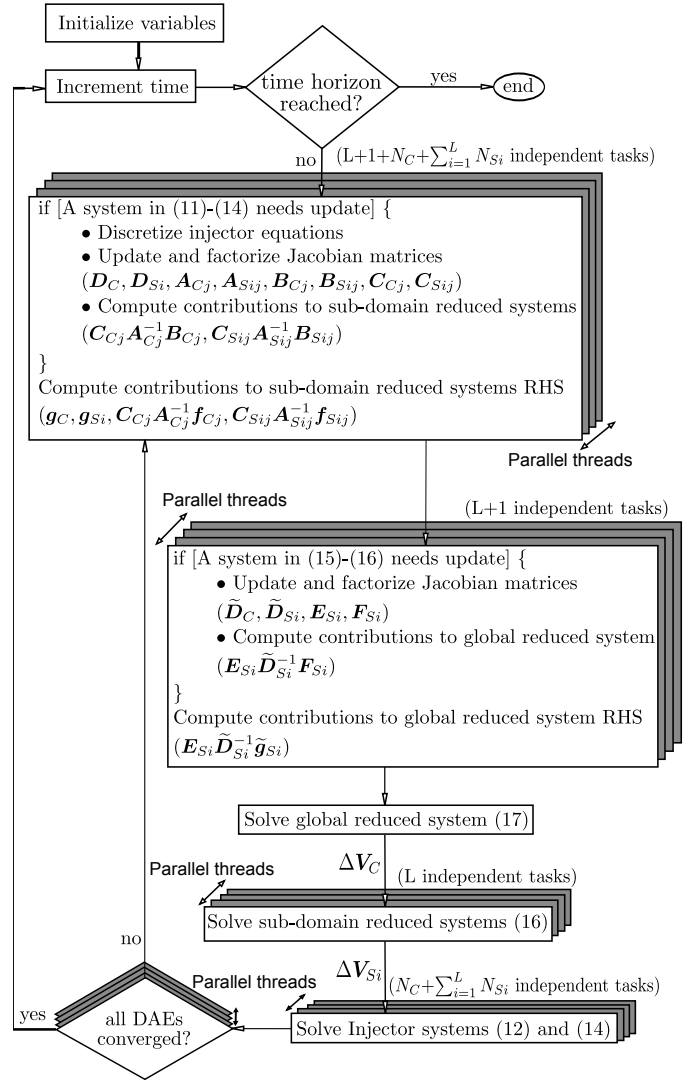 Initialize variables
Increment time
time horizon
reached?
yes
end
no
(L+1+N_C+∑_{i=1}^{L} N_{Si} independent tasks)
if [A system in (11)-(14) needs update] {
• Discretize injector equations
• Update and factorize Jacobian matrices
(D_C, D_{Si}, A_{Cj}, A_{Sij}, B_{Cj}, B_{Sij}, C_{Cj}, C_{Sij})
• Compute contributions to sub-domain reduced systems
(C_{Cj}A_{Cj}^{-1}B_{Cj}, C_{Sij}A_{Sij}^{-1}B_{Sij})
}
Compute contributions to sub-domain reduced systems RHS
(g_C, g_{Si}, C_{Cj}A_{Cj}^{-1}f_{Cj}, C_{Sij}A_{Sij}^{-1}f_{Sij})
Parallel threads
Parallel threads
(L+1 independent tasks)
if [A system in (15)-(16) needs update] {
• Update and factorize Jacobian matrices
(D̃_C, D̃_{Si}, E_{Si}, F_{Si})
• Compute contributions to global reduced system
(E_{Si}D̃_{Si}^{-1}F_{Si})
}
Compute contributions to global reduced system RHS
(E_{Si}D̃_{Si}^{-1}g̃_{Si})
Solve global reduced system (17)
ΔV_C
Parallel threads
(L independent tasks)
Solve sub-domain reduced systems (16)
ΔV_{Si}
Parallel threads
(N_C+∑_{i=1}^{L} N_{Si} independent tasks)
Solve Injector systems (12) and (14)
no
yes
all DAEs
converged?